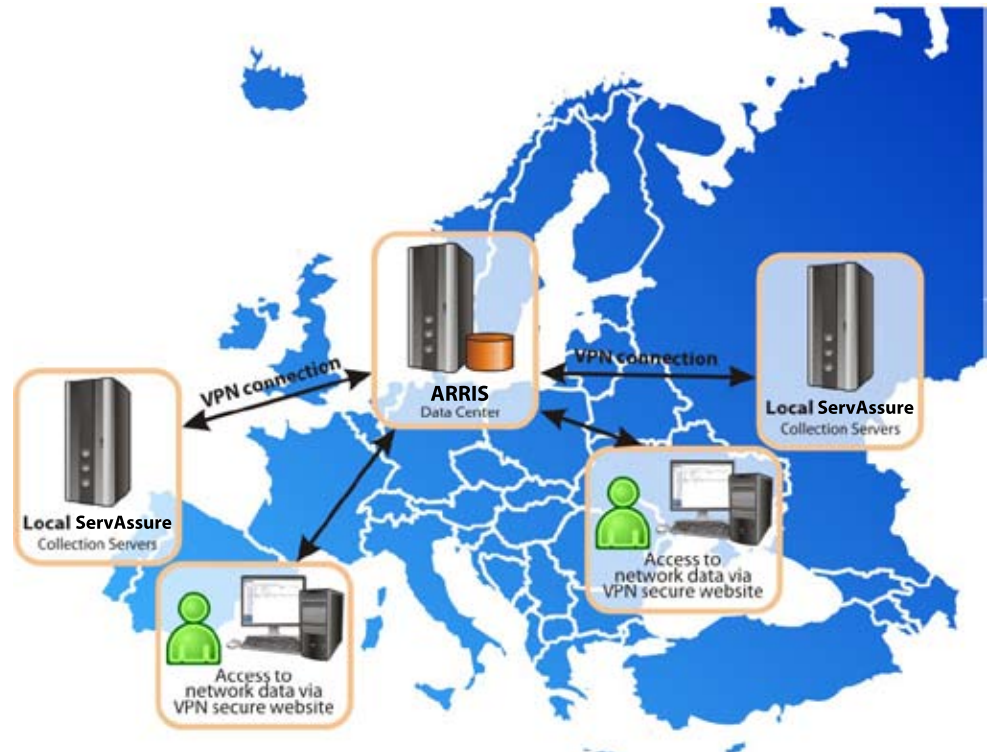 VPN connection
ARRIS
Data Center
VPN connection
Local ServAssure
Collection Servers
Local ServAssure
Collection Servers
Access to
network data via
VPN secure website
Access to
network data via
VPN secure website